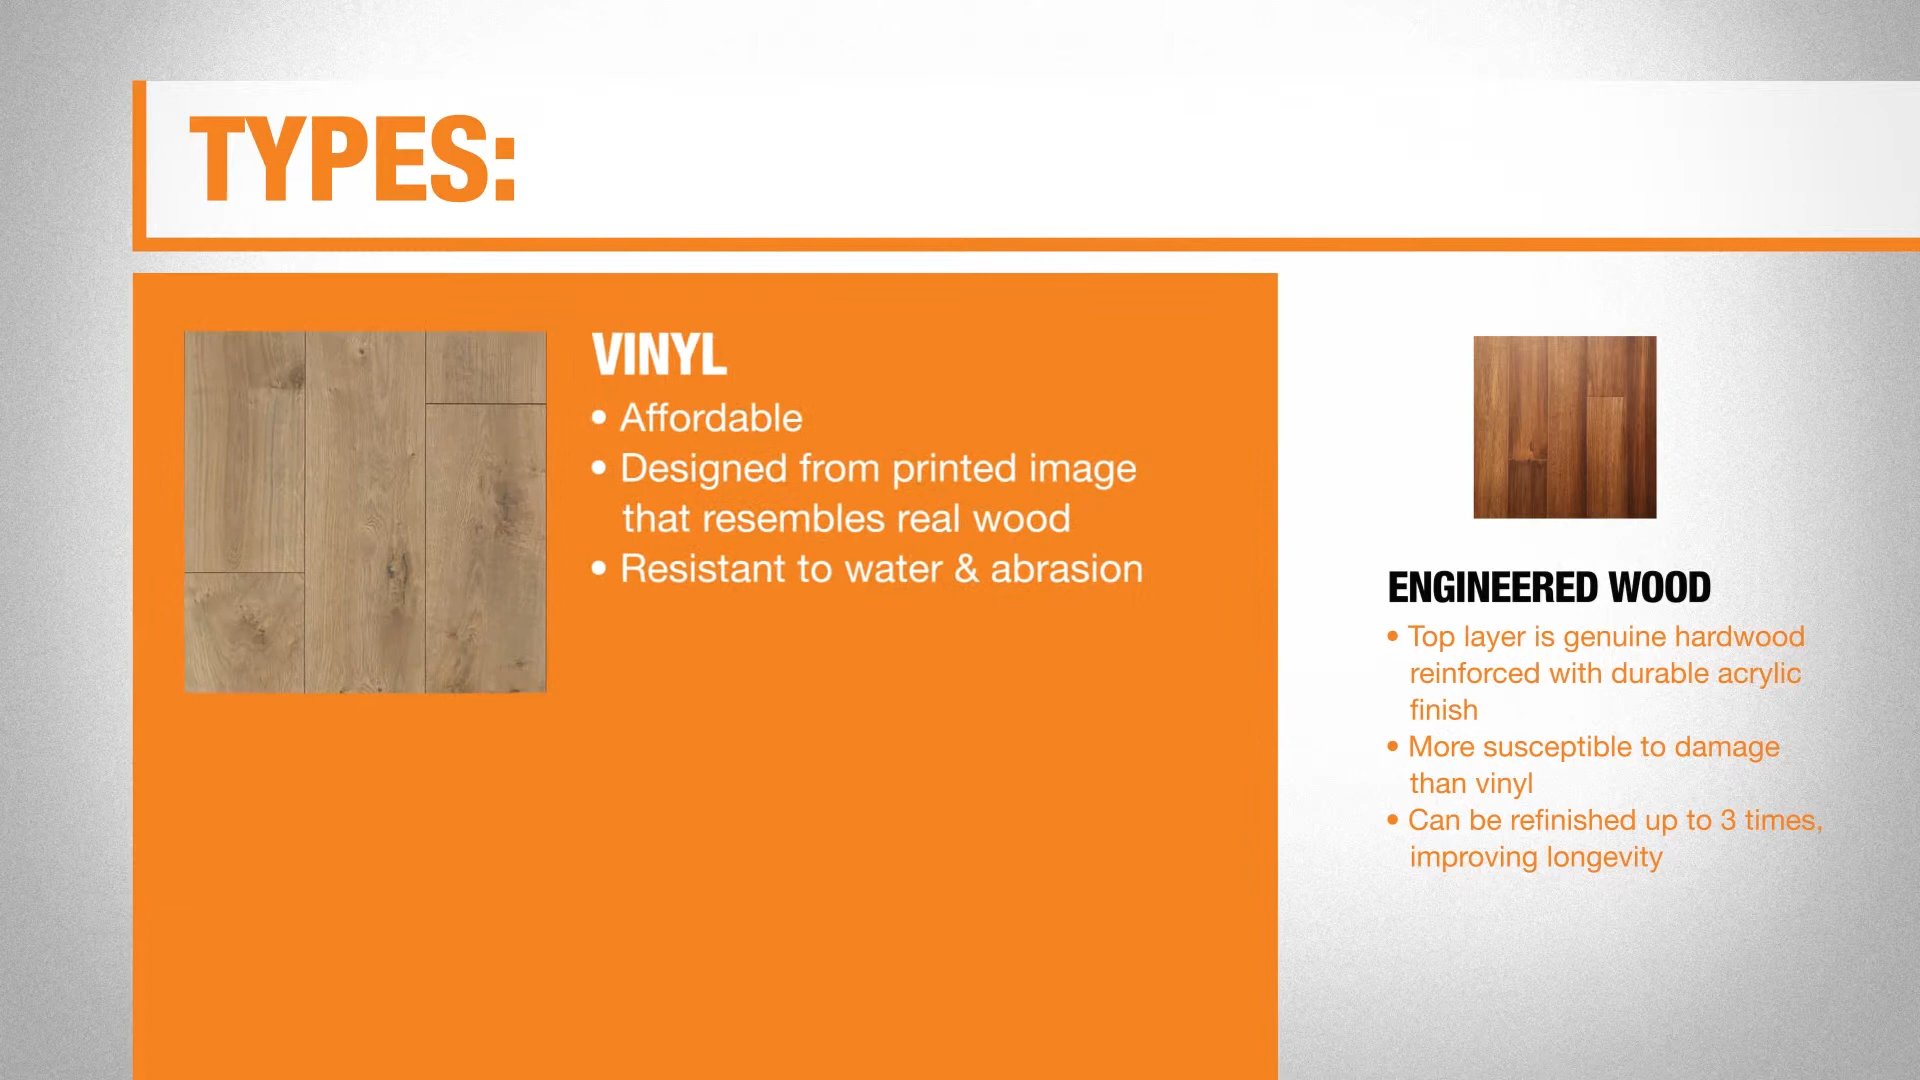 TYPES:
VINYL
• Affordable
• Designed from printed image
that resembles real wood
• Resistant to water & abrasion
ENGINEERED WOOD
• Top layer is genuine hardwood
reinforced with durable acrylic
finish
• More susceptible to damage
than vinyl
• Can be refinished up to 3 times,
improving longevity